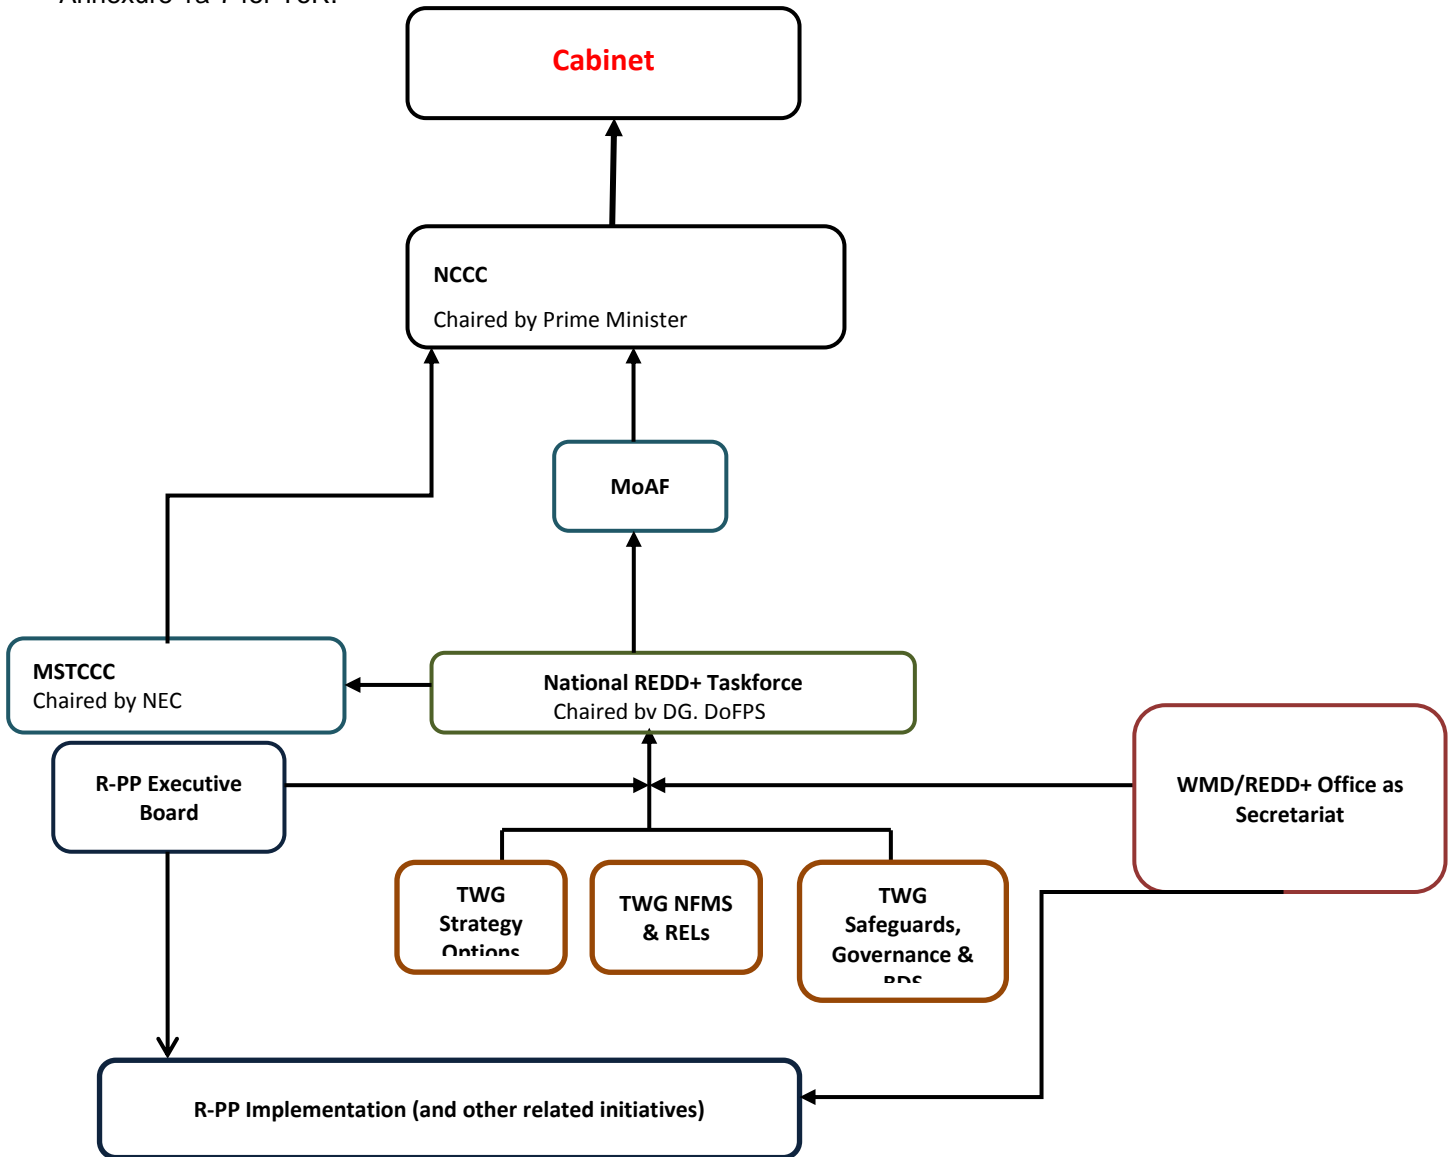 Cabinet
NCCC
Chaired by Prime Minister
MoAF
MSTCCC
Chaired by NEC
National REDD+ Taskforce
Chaired by DG, DoFPS
R-PP Executive
Board
WMD/REDD+ Office as
Secretariat
TWG
Strategy
Options
TWG NFMS
& RELs
TWG
Safeguards,
Governance &
BDS
R-PP Implementation (and other related initiatives)